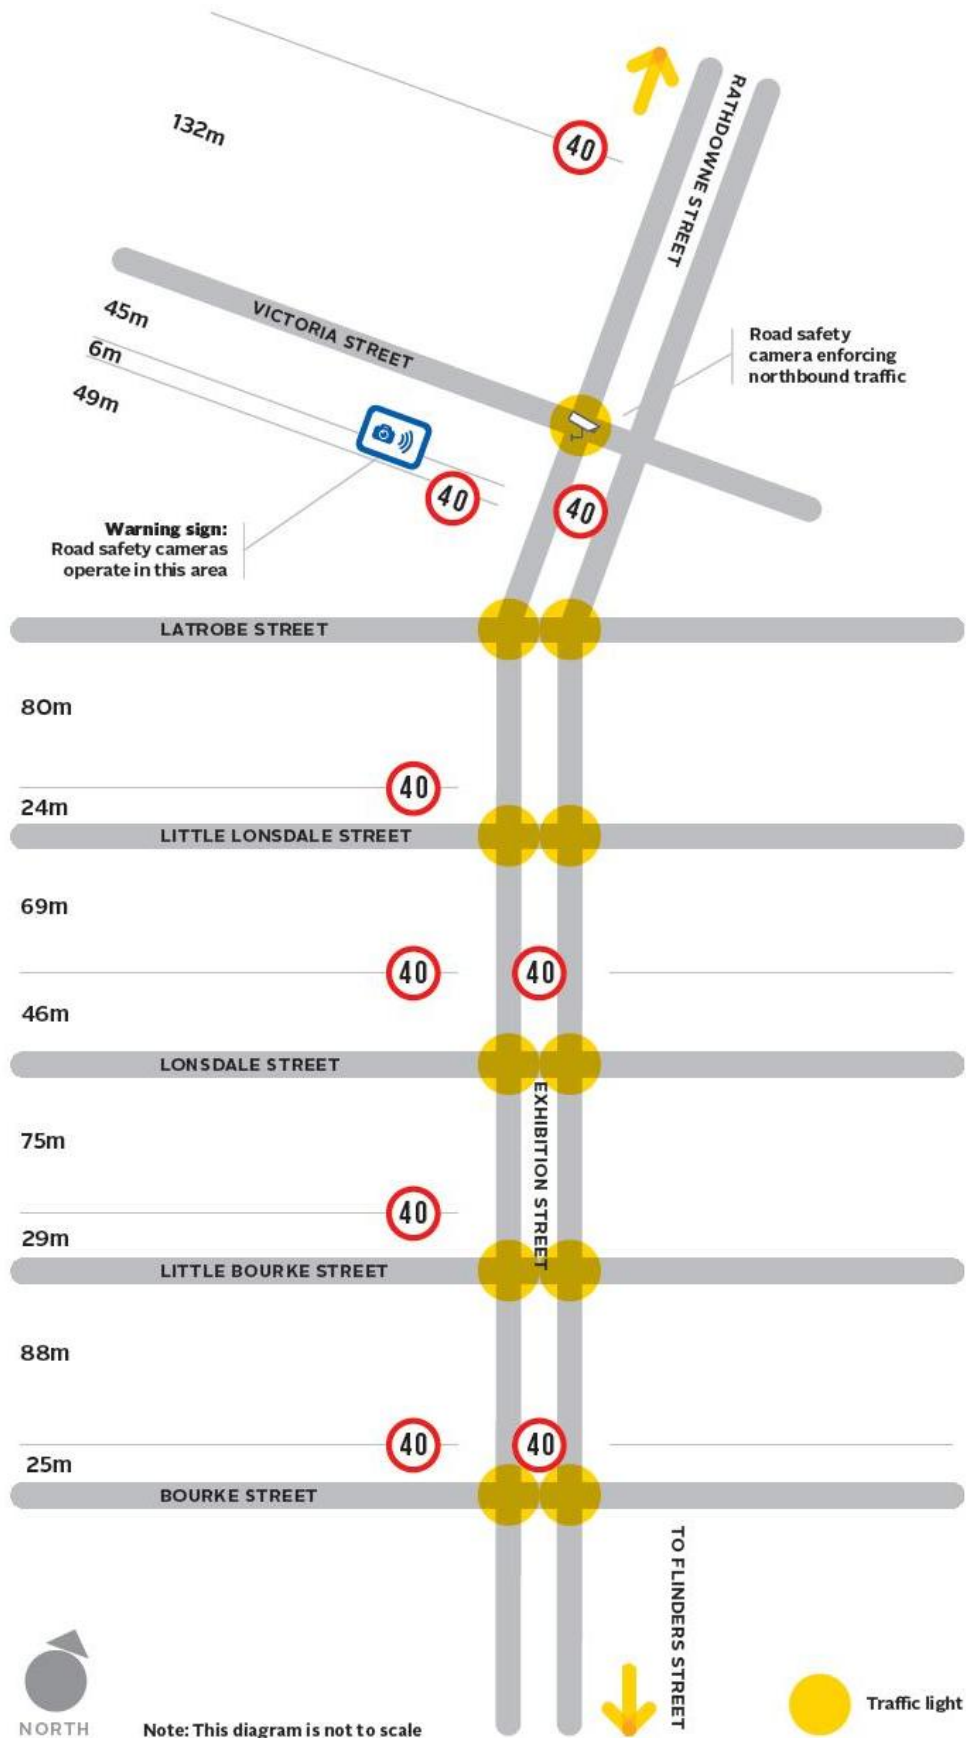 132m
40
RATHDOWNE STREET
VICTORIA STREET
45m
6m
49m
Road safety
camera enforcing
northbound traffic
40
40
Warning sign:
Road safety cameras
operate in this area
LATROBE STREET
80m
40
24m
LITTLE LONSDALE STREET
69m
40
40
46m
LONSDALE STREET
EXHIBITION STREET
75m
40
29m
LITTLE BOURKE STREET
88m
40
40
25m
BOURKE STREET
TO FLINDERS STREET
NORTH
Note: This diagram is not to scale
Traffic light